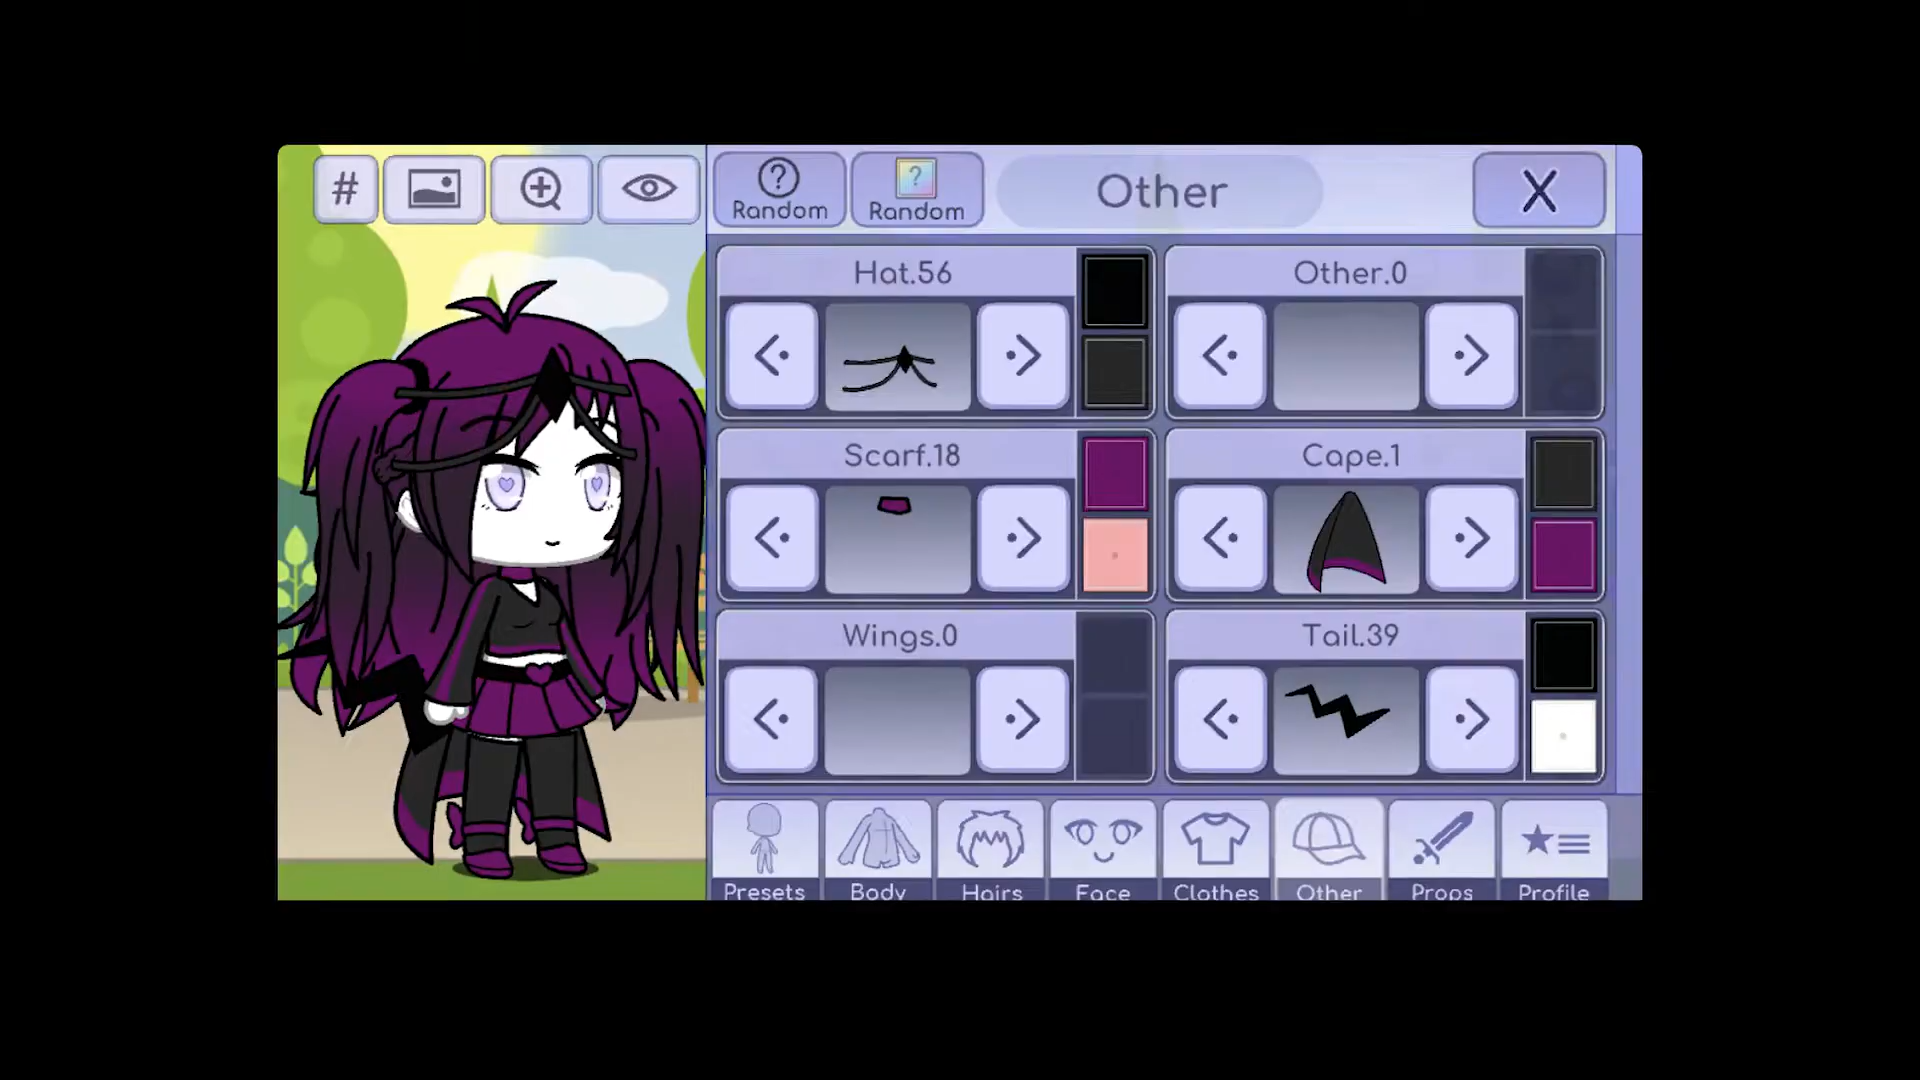 #
? Random
? Random
Other
X
Hat.56
Other.0
Scarf.18
Cape.1
Wings.0
Tail.39
Presets
Body
Hairs
Face
Clothes
Other
Props
Profile